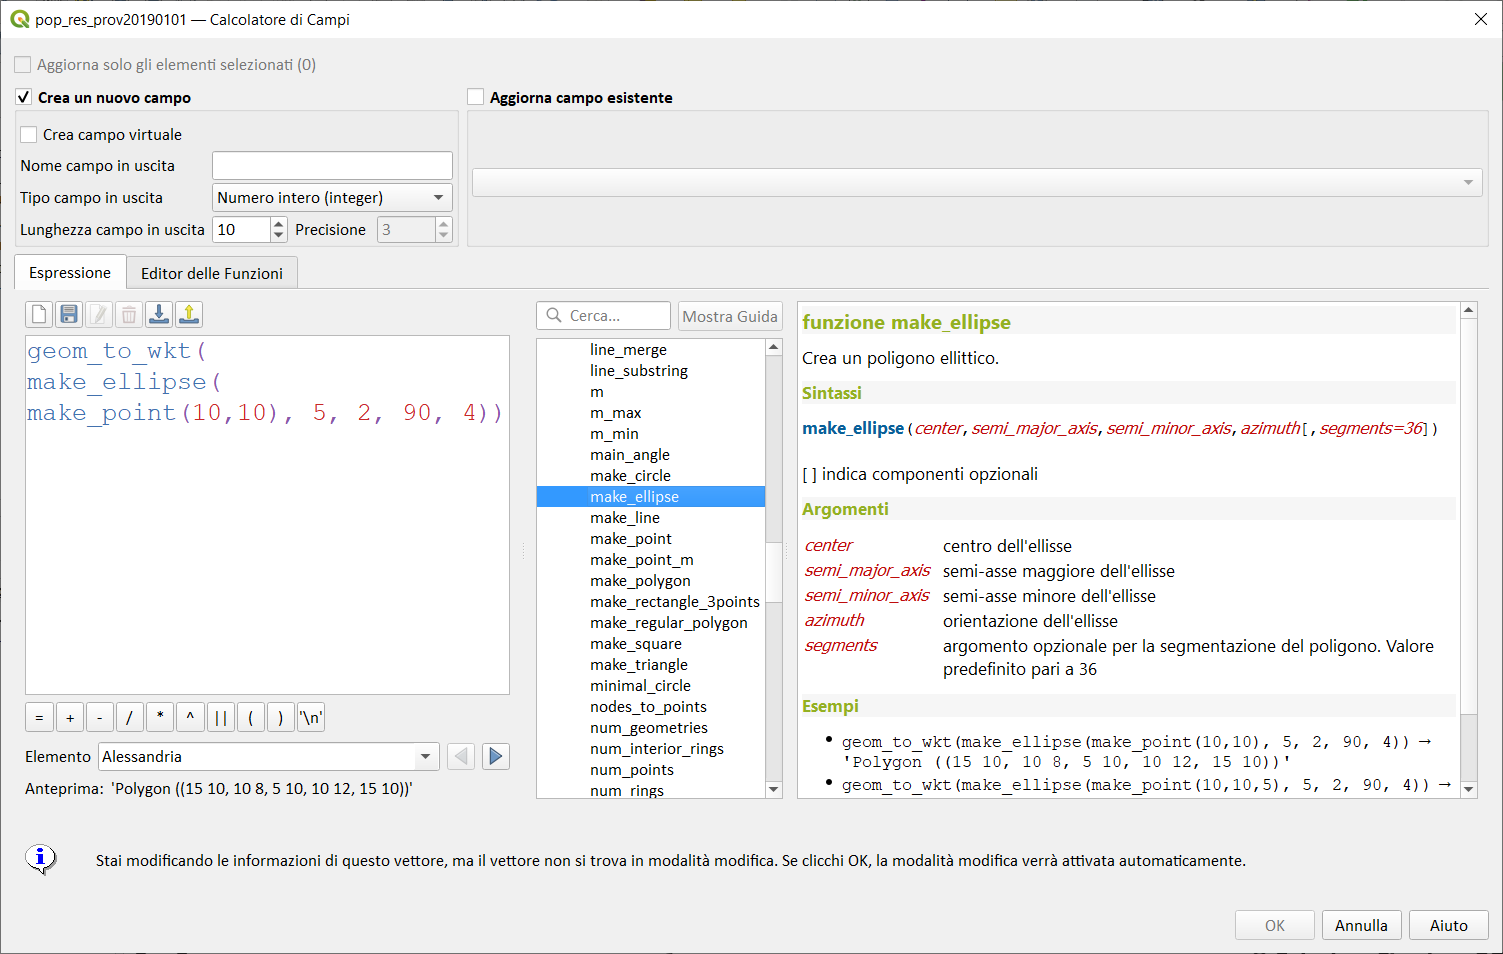 pop_res_prov20190101 — Calcolatore di Campi
Aggiorna solo gli elementi selezionati (0)
Crea un nuovo campo
Aggiorna campo esistente
Crea campo virtuale
Nome campo in uscita
Tipo campo in uscita
Numero intero (integer)
Lunghezza campo in uscita
10
Precisione
3
Espressione
Editor delle Funzioni
geom_to_wkt(
make_ellipse(
make_point(10,10), 5, 2, 90, 4))
= + - / * ^ || ( ) '\n'
Elemento
Alessandria
Anteprima: 'Polygon ((15 10, 10 8, 5 10, 10 12, 15 10))'
Cerca...
Mostra Guida
line_merge
line_substring
m
m_max
m_min
main_angle
make_circle
make_ellipse
make_line
make_point
make_point_m
make_polygon
make_rectangle_3points
make_regular_polygon
make_square
make_triangle
minimal_circle
nodes_to_points
num_geometries
num_interior_rings
num_points
num_rings
funzione make_ellipse
Crea un poligono ellittico.
Sintassi
make_ellipse(center,semi_major_axis,semi_minor_axis,azimuth[,segments=36])
[ ] indica componenti opzionali
Argomenti
center centro dell'ellisse
semi_major_axis semi-asse maggiore dell'ellisse
semi_minor_axis semi-asse minore dell'ellisse
azimuth orientazione dell'ellisse
segments argomento opzionale per la segmentazione del poligono. Valore
predefinito pari a 36
Esempi
• geom_to_wkt(make_ellipse(make_point(10,10), 5, 2, 90, 4)) →
'Polygon ((15 10, 10 8, 5 10, 10 12, 15 10))'
• geom_to_wkt(make_ellipse(make_point(10,10,5), 5, 2, 90, 4)) →
Stai modificando le informazioni di questo vettore, ma il vettore non si trova in modalità modifica. Se clicchi OK, la modalità modifica verrà attivata automaticamente.
OK
Annulla
Aiuto